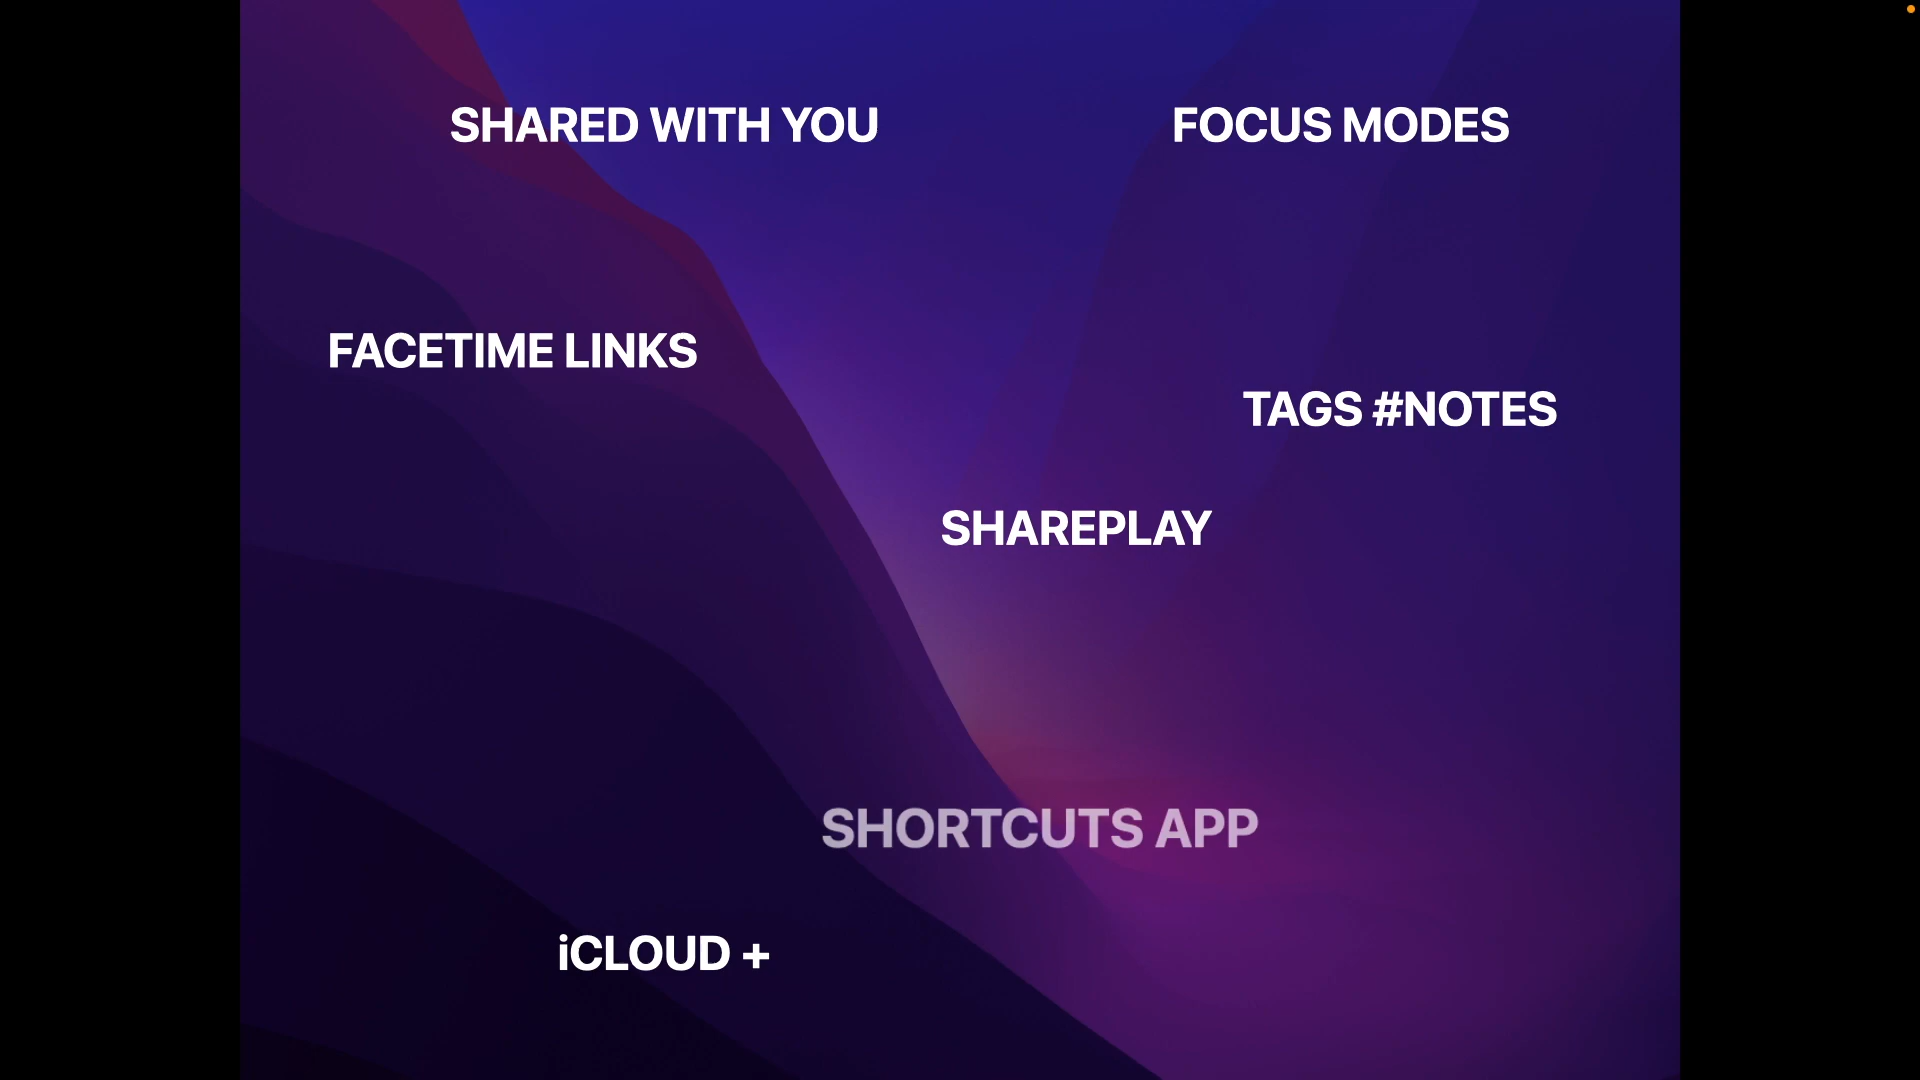 SHARED WITH YOU
FOCUS MODES
FACETIME LINKS
TAGS #NOTES
SHAREPLAY
SHORTCUTS APP
iCLOUD +